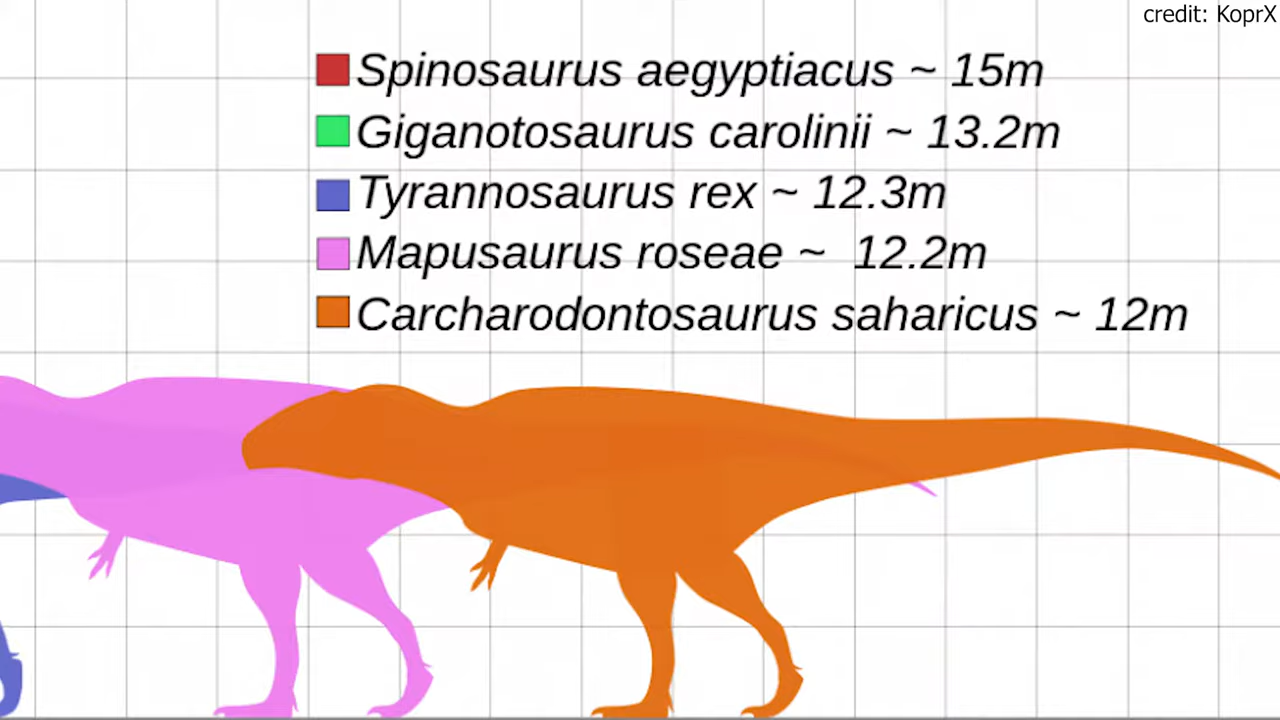 credit: KoprX
Spinosaurus aegyptiacus ~ 15m
Giganotosaurus carolinii ~ 13.2m
Tyrannosaurus rex ~ 12.3m
Mapusaurus roseae ~ 12.2m
Carcharodontosaurus saharicus ~ 12m